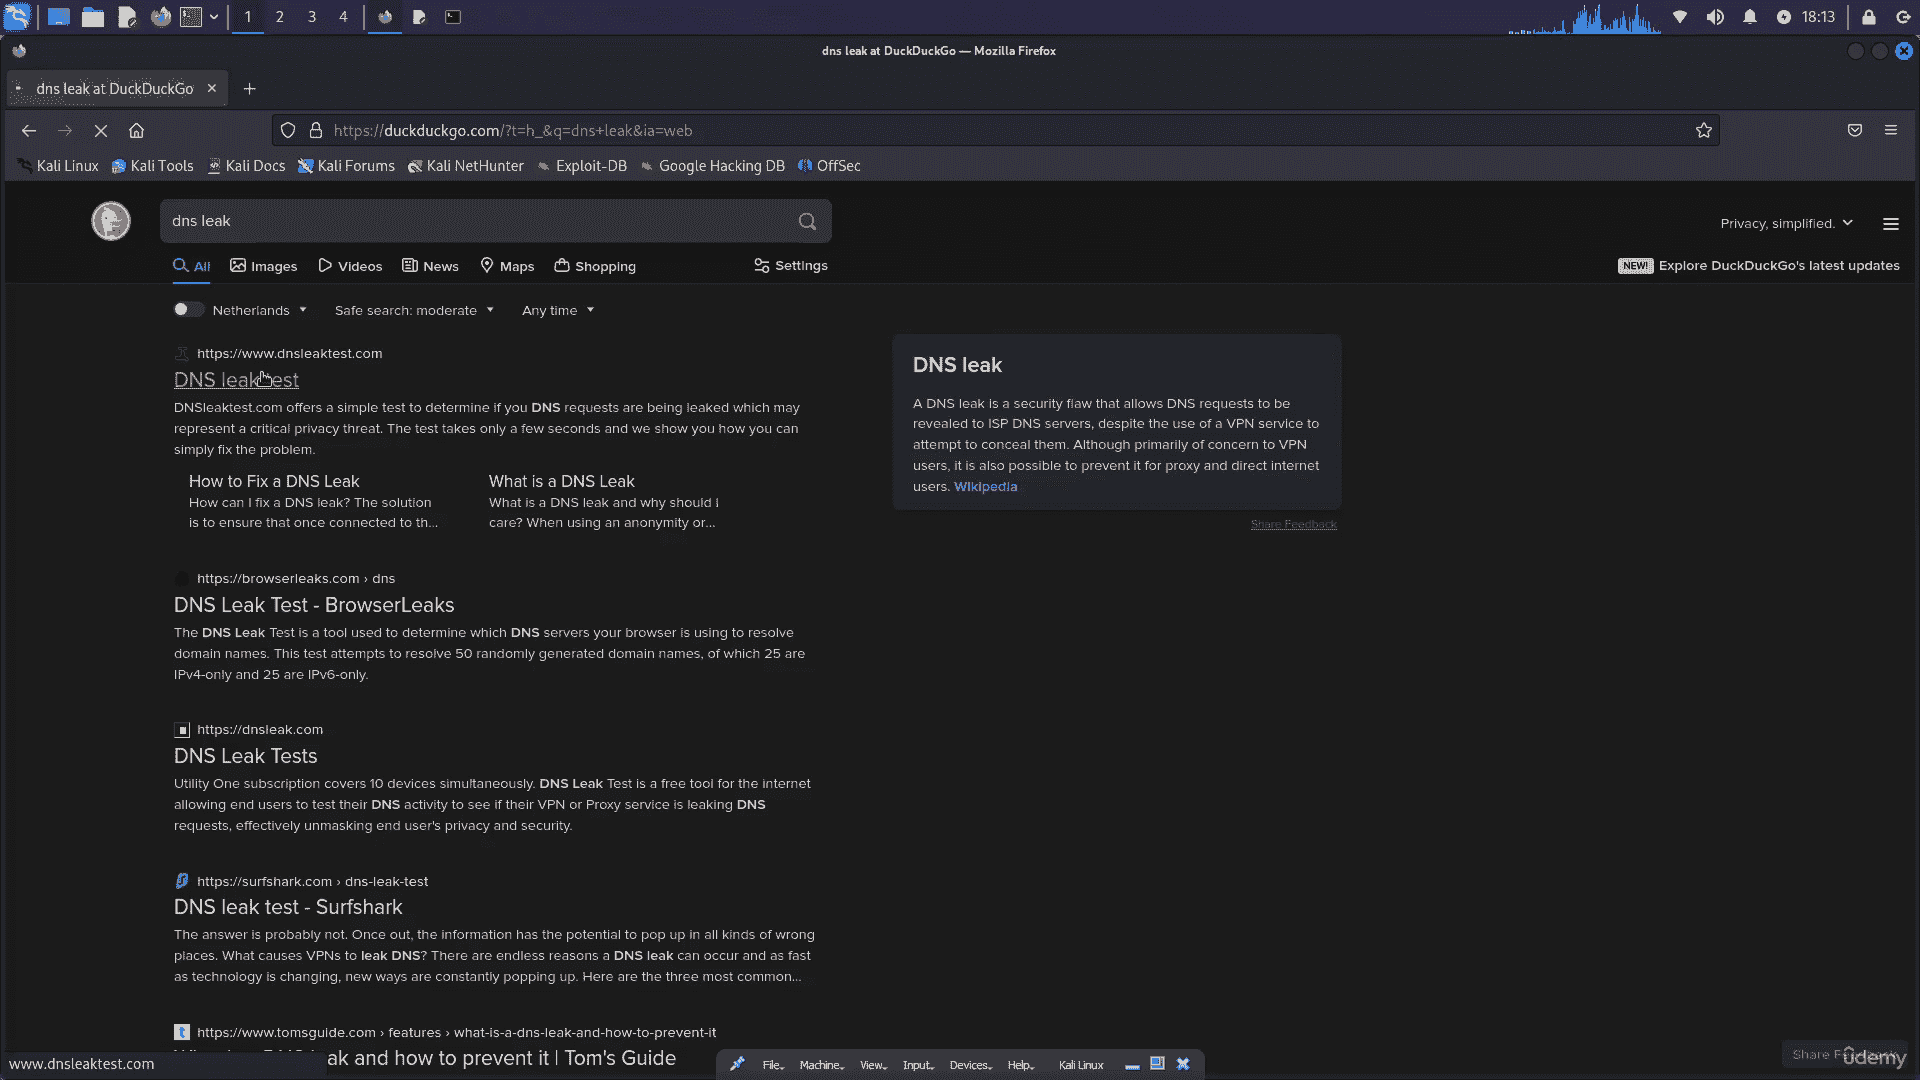 1 2 3 4 18:13
dns leak at DuckDuckGo — Mozilla Firefox
dns leak at DuckDuckGo
https://duckduckgo.com/?t=h_&q=dns+leak&ia=web
Kali Linux Kali Tools Kali Docs Kali Forums Kali NetHunter Exploit-DB Google Hacking DB OffSec
dns leak
Privacy, simplified.
All Images Videos News Maps Shopping Settings
NEW! Explore DuckDuckGo's latest updates
Netherlands Safe search: moderate Any time
https://www.dnsleaktest.com
DNS leak test
DNSleaktest.com offers a simple test to determine if you DNS requests are being leaked which may
represent a critical privacy threat. The test takes only a few seconds and we show you how you can
simply fix the problem.
How to Fix a DNS Leak
How can I fix a DNS leak? The solution
is to ensure that once connected to th...
What is a DNS Leak
What is a DNS leak and why should I
care? When using an anonymity or...
DNS leak
A DNS leak is a security flaw that allows DNS requests to be
revealed to ISP DNS servers, despite the use of a VPN service to
attempt to conceal them. Although primarily of concern to VPN
users, it is also possible to prevent it for proxy and direct internet
users. Wikipedia
Share Feedback
https://browserleaks.com › dns
DNS Leak Test - BrowserLeaks
The DNS Leak Test is a tool used to determine which DNS servers your browser is using to resolve
domain names. This test attempts to resolve 50 randomly generated domain names, of which 25 are
IPv4-only and 25 are IPv6-only.
https://dnsleak.com
DNS Leak Tests
Utility One subscription covers 10 devices simultaneously. DNS Leak Test is a free tool for the internet
allowing end users to test their DNS activity to see if their VPN or Proxy service is leaking DNS
requests, effectively unmasking end user's privacy and security.
https://surfshark.com › dns-leak-test
DNS leak test - Surfshark
The answer is probably not. Once out, the information has the potential to pop up in all kinds of wrong
places. What causes VPNs to leak DNS? There are endless reasons a DNS leak can occur and as fast
as technology is changing, new ways are constantly popping up. Here are the three most common...
https://www.tomsguide.com › features › what-is-a-dns-leak-and-how-to-prevent-it
and how to prevent it | Tom's Guide
www.dnsleaktest.com
File Machine View Input Devices Help Kali Linux
Share
ûdemy